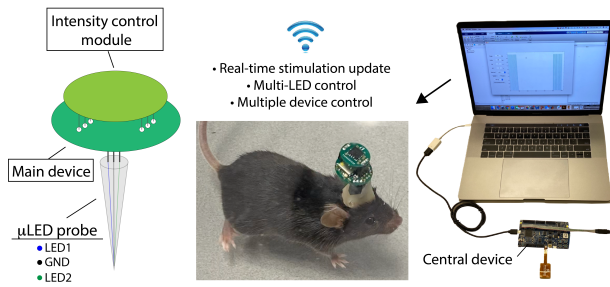 Intensity control
module
Main device
µLED probe
LED1
GND
LED2
• Real-time stimulation update
• Multi-LED control
• Multiple device control
Central device